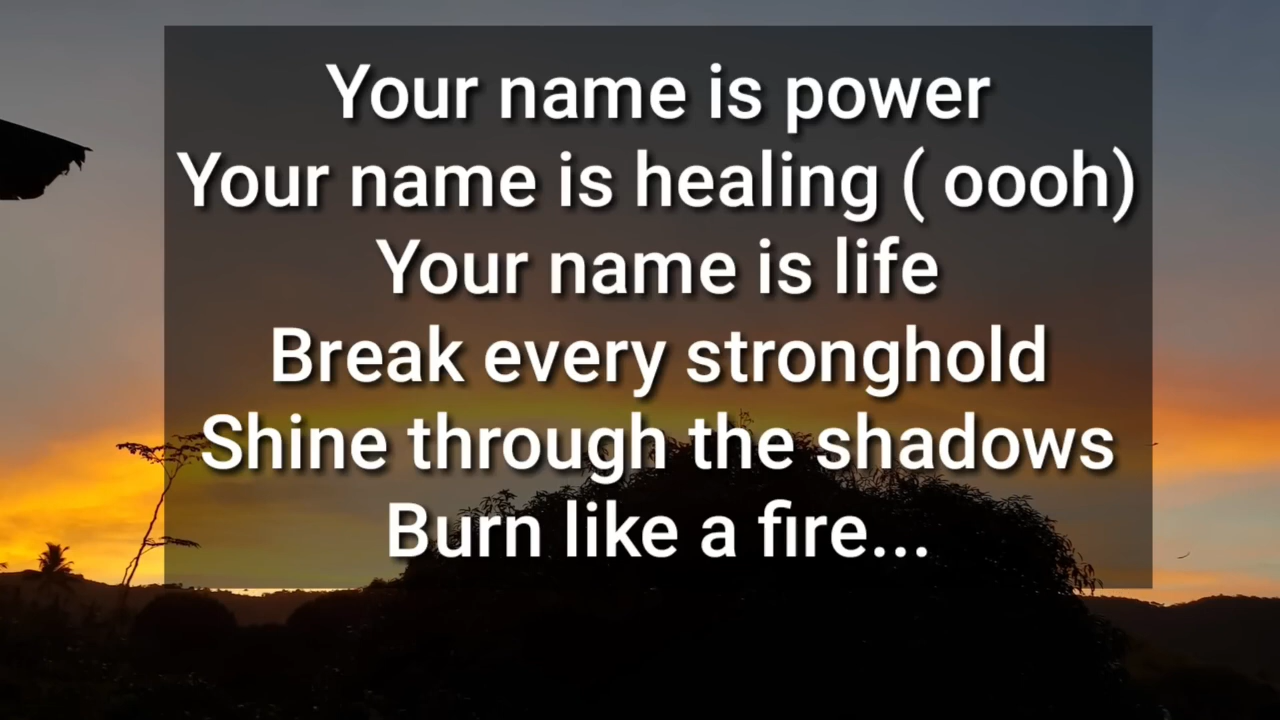 Your name is power
Your name is healing ( oooh)
Your name is life
Break every stronghold
Shine through the shadows
Burn like a fire...